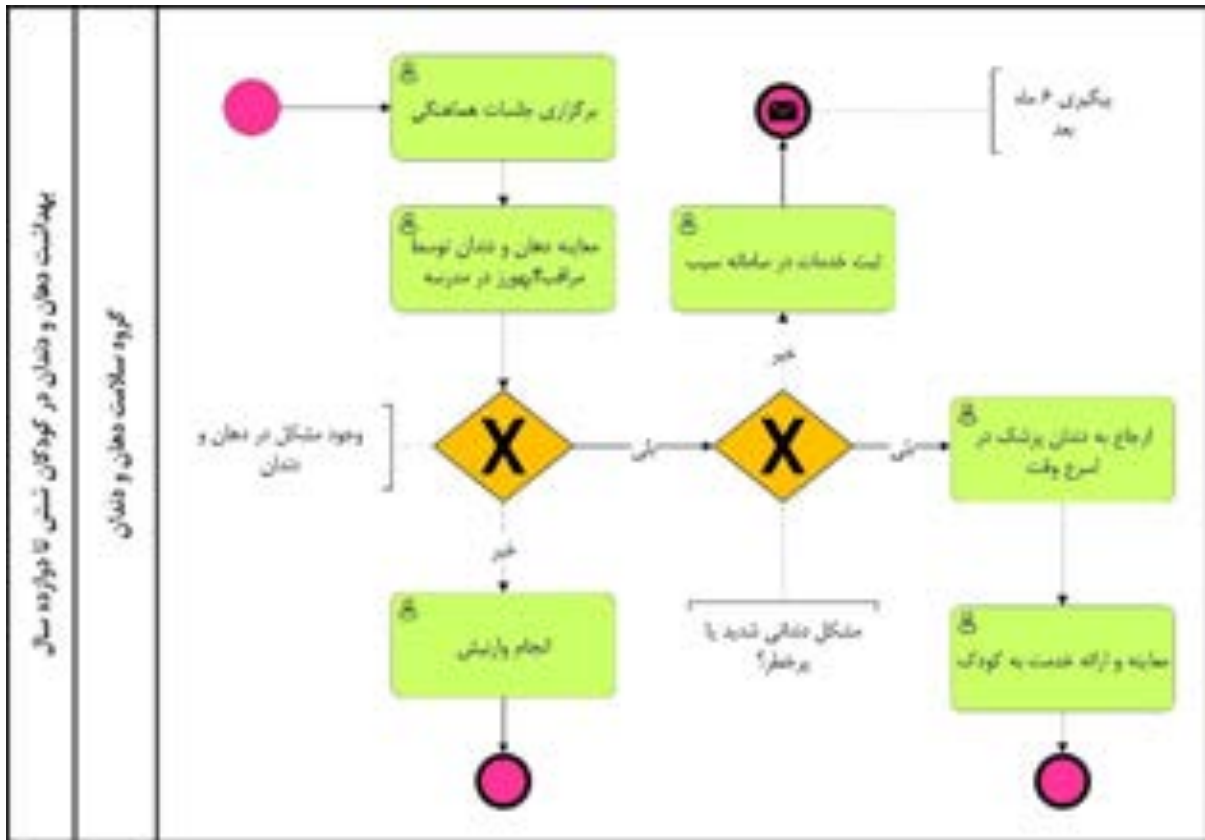 بهداشت دهان و دندان در کودکان سنین تا دوازده سال
گروه سلامت دهان و دندان
برگزاری جلسات هماهنگی
معاینه دهان و دندان توسط
مراقب/بهورز در مدرسه
وجود مشکل در دهان و
دندان
بلی
خیر
انجام وارنیش
مشکل دندانی شدید یا
پرخطر؟
خیر
ثبت خدمات در سامانه سیب
پیگیری ۶ ماه
بعد
بلی
ارجاع به دندان پزشک در
اسرع وقت
معاینه و ارائه خدمت به کودک